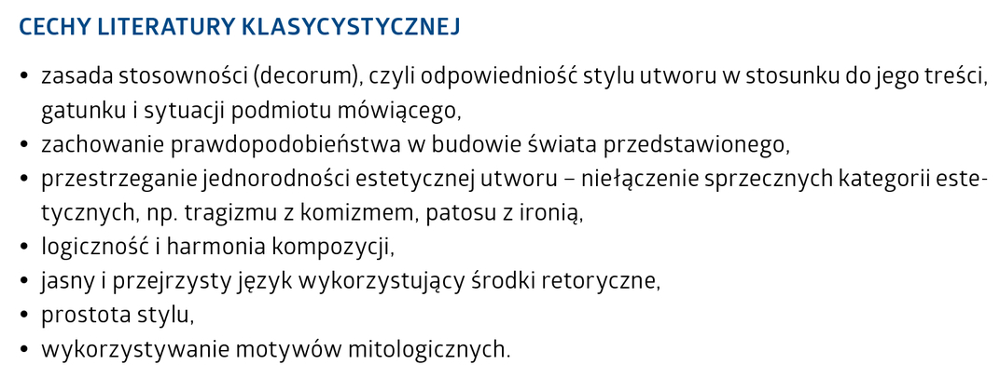 CECHY LITERATURY KLASYCYSTYCZNEJ
• zasada stosowności (decorum), czyli odpowiedniość stylu utworu w stosunku do jego treści,
gatunku i sytuacji podmiotu mówiącego,
• zachowanie prawdopodobieństwa w budowie świata przedstawionego,
• przestrzeganie jednorodności estetycznej utworu – niełączenie sprzecznych kategorii este-
tycznych, np. tragizmu z komizmem, patosu z ironią,
• logiczność i harmonia kompozycji,
• jasny i przejrzysty język wykorzystujący środki retoryczne,
• prostota stylu,
• wykorzystywanie motywów mitologicznych.